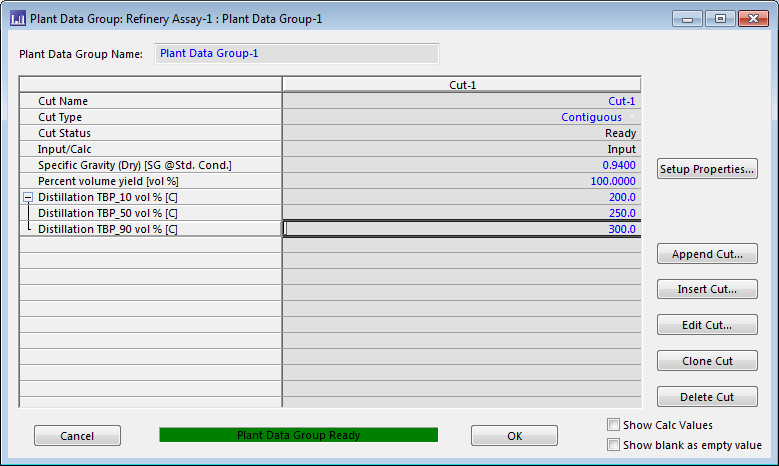 Plant Data Group: Refinery Assay-1 : Plant Data Group-1
Plant Data Group Name: Plant Data Group-1
Cut-1
Cut Name Cut-1
Cut Type Contiguous
Cut Status Ready
Input/Calc Input
Specific Gravity (Dry) [SG @Std. Cond.] 0.9400
Percent volume yield [vol %] 100.0000
Distillation TBP_10 vol % [C] 200.0
Distillation TBP_50 vol % [C] 250.0
Distillation TBP_90 vol % [C] 300.0
Setup Properties...
Append Cut...
Insert Cut...
Edit Cut...
Clone Cut
Delete Cut
Cancel Plant Data Group Ready OK
Show Calc Values
Show blank as empty value